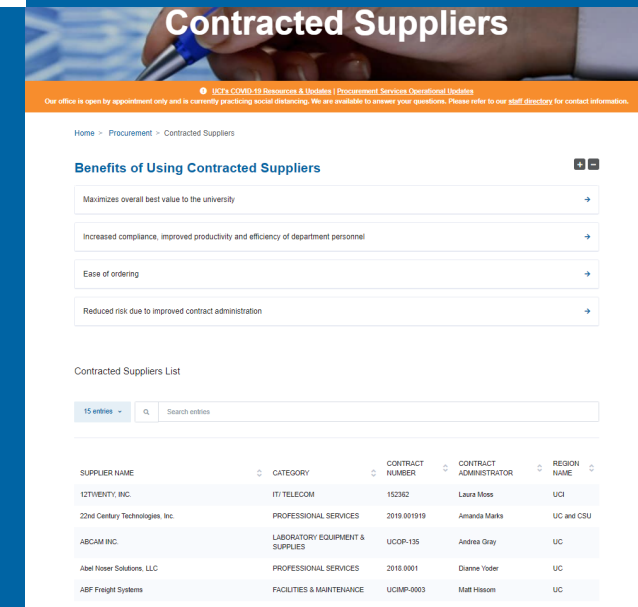 Contracted Suppliers
UCI's COVID-19 Resources & Updates | Procurement Services Operational Updates
Our office is open by appointment only and is currently practicing social distancing. We are available to answer your questions. Please refer to our staff directory for contact information.
Home > Procurement > Contracted Suppliers
Benefits of Using Contracted Suppliers
Maximizes overall best value to the university
Increased compliance, improved productivity and efficiency of department personnel
Ease of ordering
Reduced risk due to improved contract administration
Contracted Suppliers List
15 entries Search entries
SUPPLIER NAME CATEGORY CONTRACT NUMBER CONTRACT ADMINISTRATOR REGION NAME
12TWENTY, INC. IT/ TELECOM 152362 Laura Moss UCI
22nd Century Technologies, Inc. PROFESSIONAL SERVICES 2019.001919 Amanda Marks UC and CSU
ABCAM INC. LABORATORY EQUIPMENT & SUPPLIES UCOP-135 Andrea Gray UC
Abel Noser Solutions, LLC PROFESSIONAL SERVICES 2018.0001 Dianne Yoder UC
ABF Freight Systems FACILITIES & MAINTENANCE UCIMP-0003 Matt Hissom UC